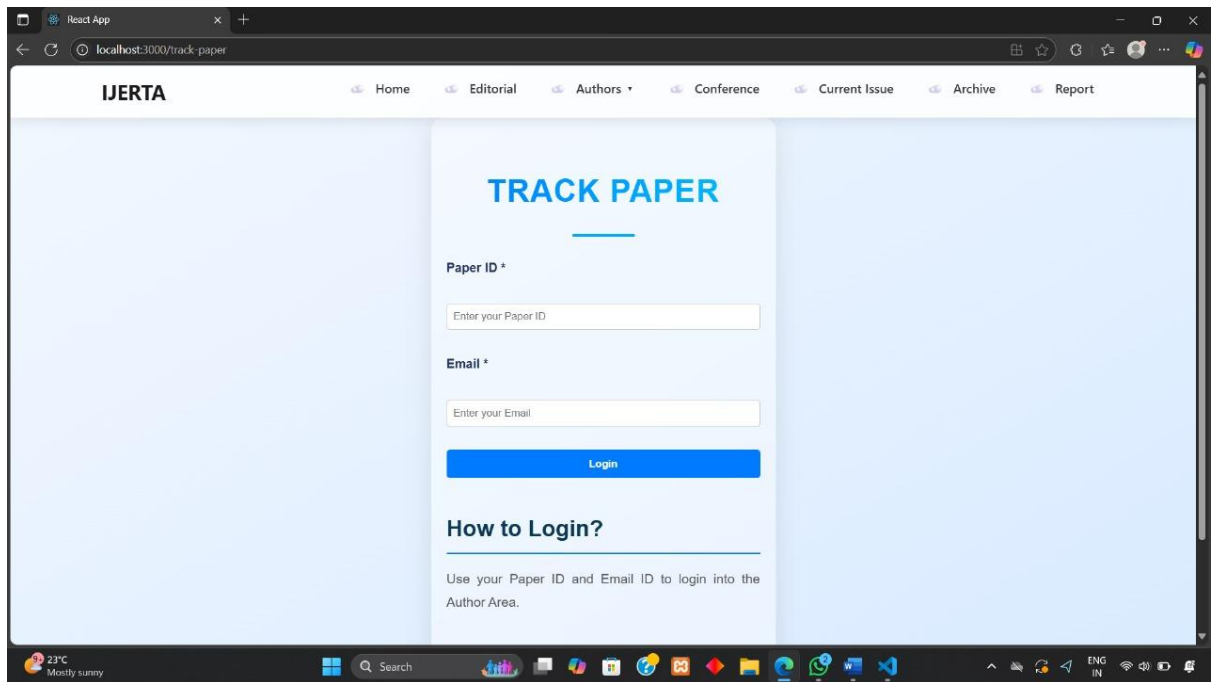 React App
localhost:3000/track-paper
IJERTA
Home Editorial Authors Conference Current Issue Archive Report
TRACK PAPER
Paper ID *
Enter your Paper ID
Email *
Enter your Email
Login
How to Login?
Use your Paper ID and Email ID to login into the
Author Area.
23°C
Mostly sunny
Search
ENG
IN